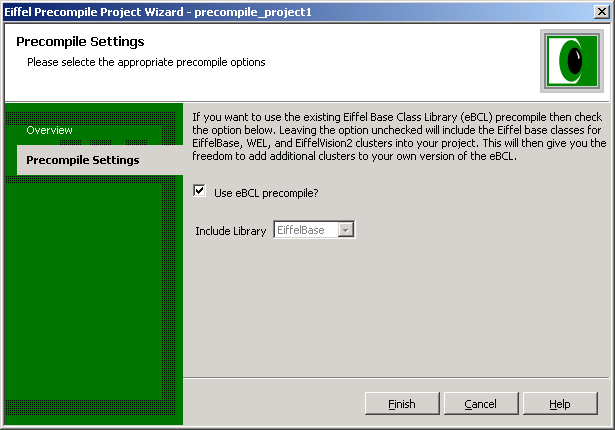 Eiffel Precompile Project Wizard - precompile_project1
Precompile Settings
Please selecte the appropriate precompile options
Overview
Precompile Settings
If you want to use the existing Eiffel Base Class Library (eBCL) precompile then check
the option below. Leaving the option unchecked will include the Eiffel base classes for
EiffelBase, WEL, and EiffelVision2 clusters into your project. This will then give you the
freedom to add additional clusters to your own version of the eBCL.
Use eBCL precompile?
Include Library EiffelBase
Finish Cancel Help